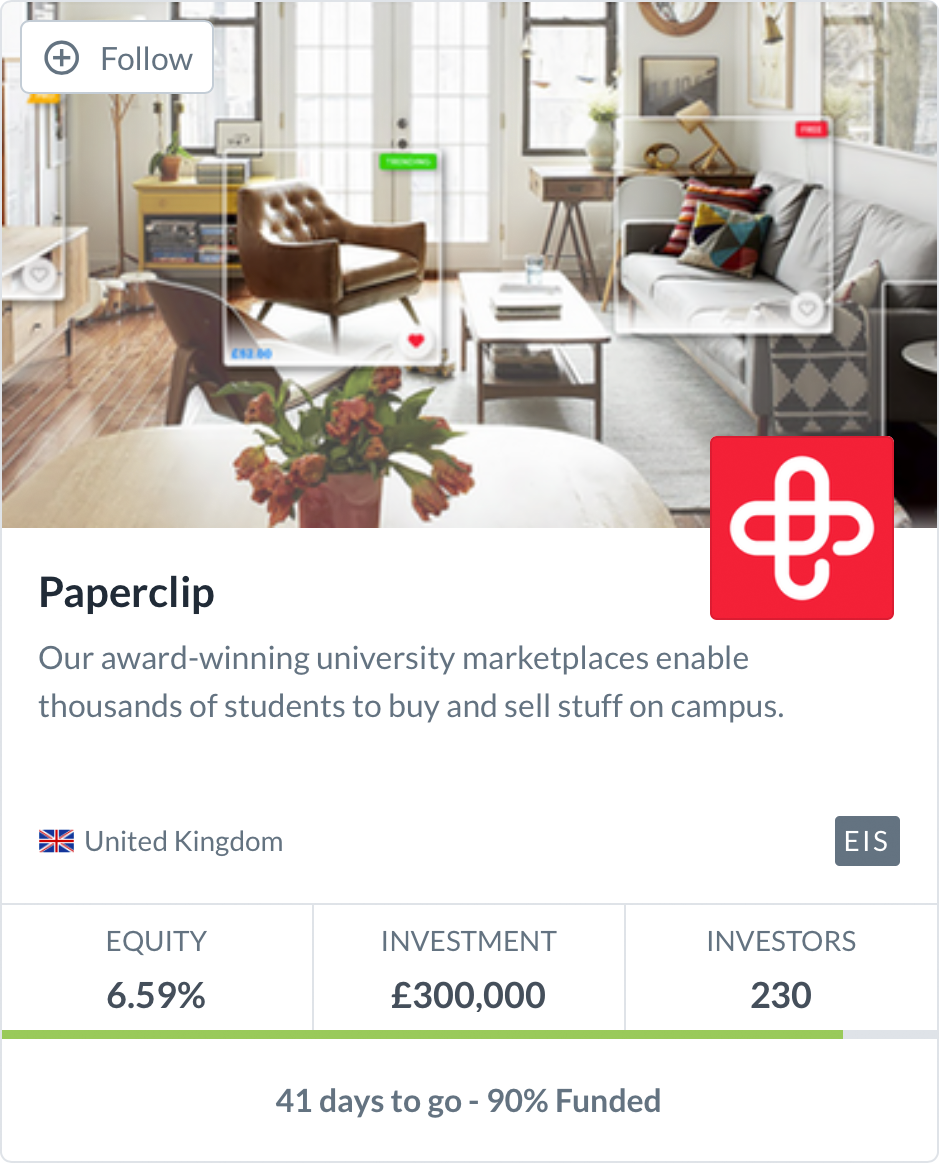 Follow
TRENDING
FREE
£52.50
Paperclip
Our award-winning university marketplaces enable
thousands of students to buy and sell stuff on campus.
United Kingdom
EIS
EQUITY
INVESTMENT
INVESTORS
6.59%
£300,000
230
41 days to go - 90% Funded